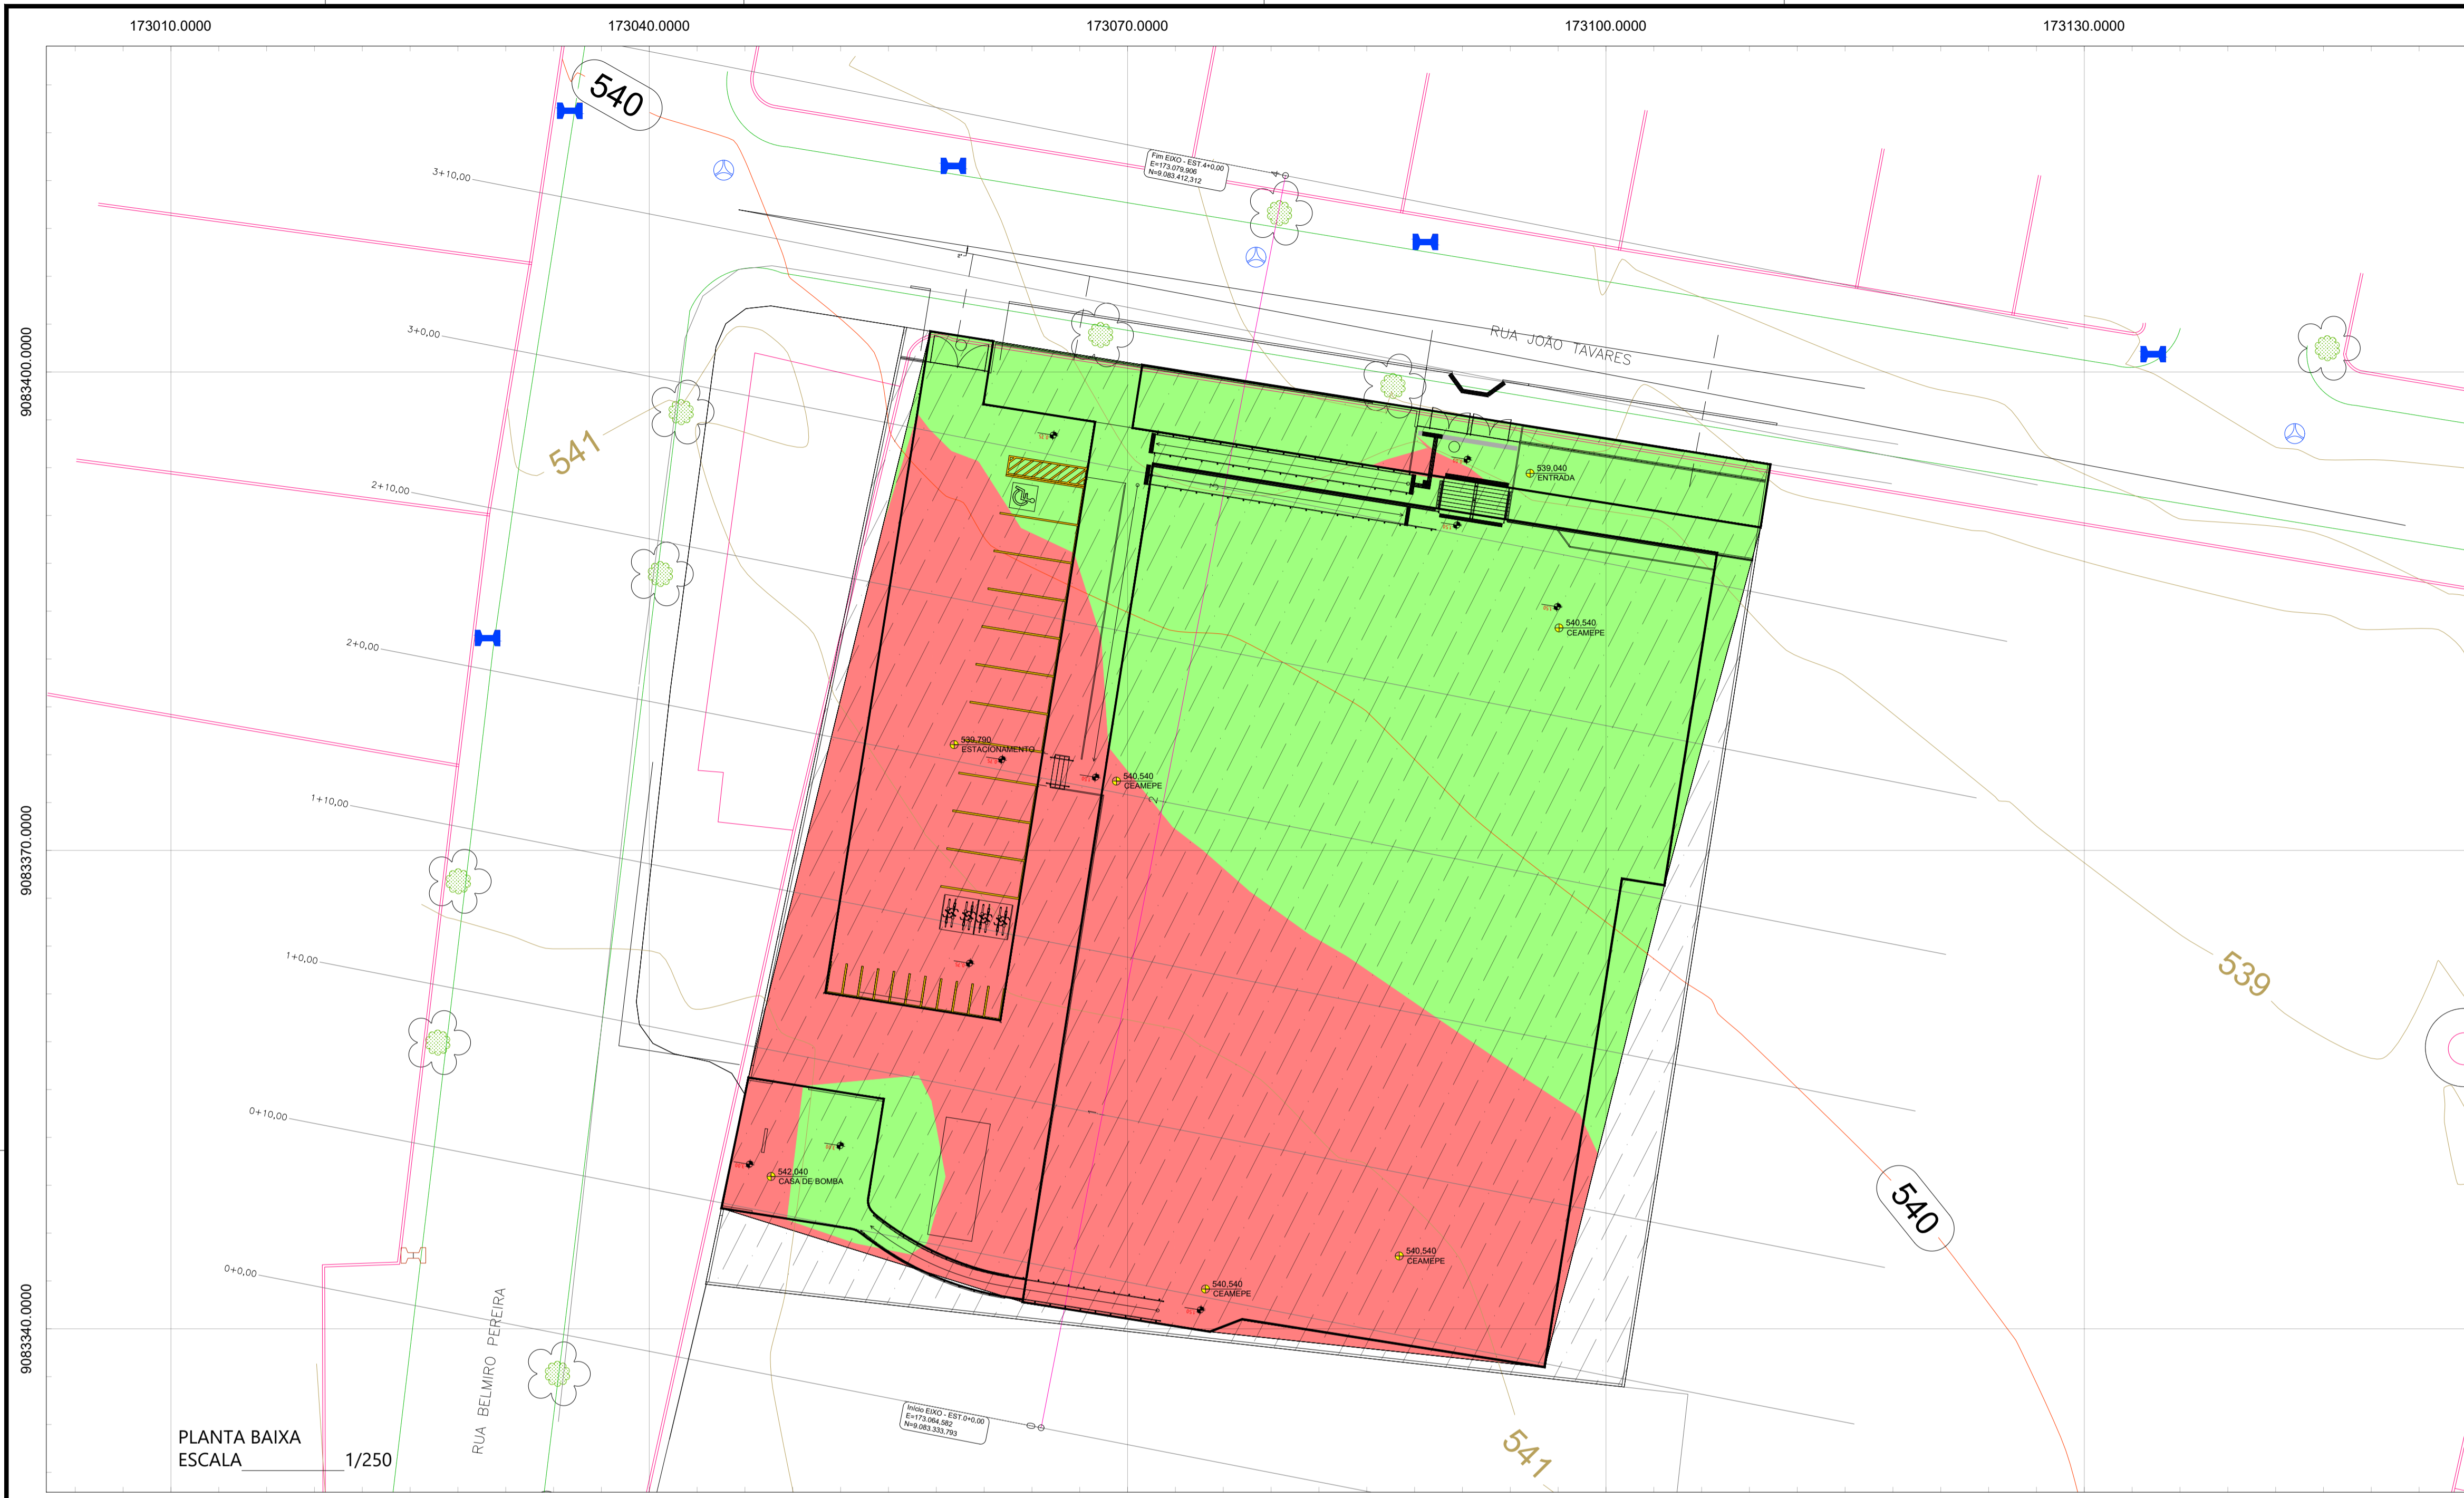 173010.0000
173040.0000
173070.0000
173100.0000
173130.0000
540
Fim EIXO - EST.4+0,00
E=173.079,906
N=9.083.412,312
4
3+10,00
3+0,00
RUA JOÃO TAVARES
9083400.0000
541
2+10,00
3
539,040
ENTRADA
540,540
CEAMEPE
2+0,00
539,790
ESTACIONAMENTO
540,540
CEAMEPE
2
1+10,00
9083370.0000
1+0,00
539
0+10,00
1
542,040
CASA DE BOMBA
540
540,540
CEAMEPE
0+0,00
540,540
CEAMEPE
9083340.0000
RUA BELMIRO PEREIRA
Início EIXO - EST.0+0,00
E=173.064,582
N=9.083.333,793
0
541
PLANTA BAIXA
ESCALA 1/250